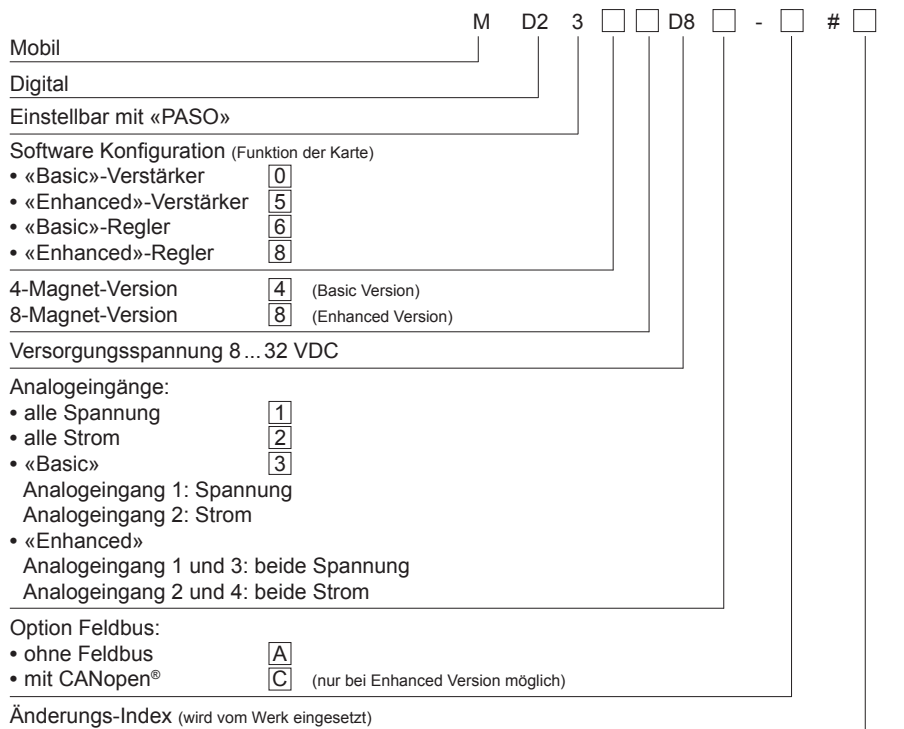 M D2 3 D8 - #
Mobil
Digital
Einstellbar mit «PASO»
Software Konfiguration (Funktion der Karte)
• «Basic»-Verstärker 0
• «Enhanced»-Verstärker 5
• «Basic»-Regler 6
• «Enhanced»-Regler 8
4-Magnet-Version 4 (Basic Version)
8-Magnet-Version 8 (Enhanced Version)
Versorgungsspannung 8 ... 32 VDC
Analogeingänge:
• alle Spannung 1
• alle Strom 2
• «Basic» 3
Analogeingang 1: Spannung
Analogeingang 2: Strom
• «Enhanced»
Analogeingang 1 und 3: beide Spannung
Analogeingang 2 und 4: beide Strom
Option Feldbus:
• ohne Feldbus A
• mit CANopen® C (nur bei Enhanced Version möglich)
Änderungs-Index (wird vom Werk eingesetzt)